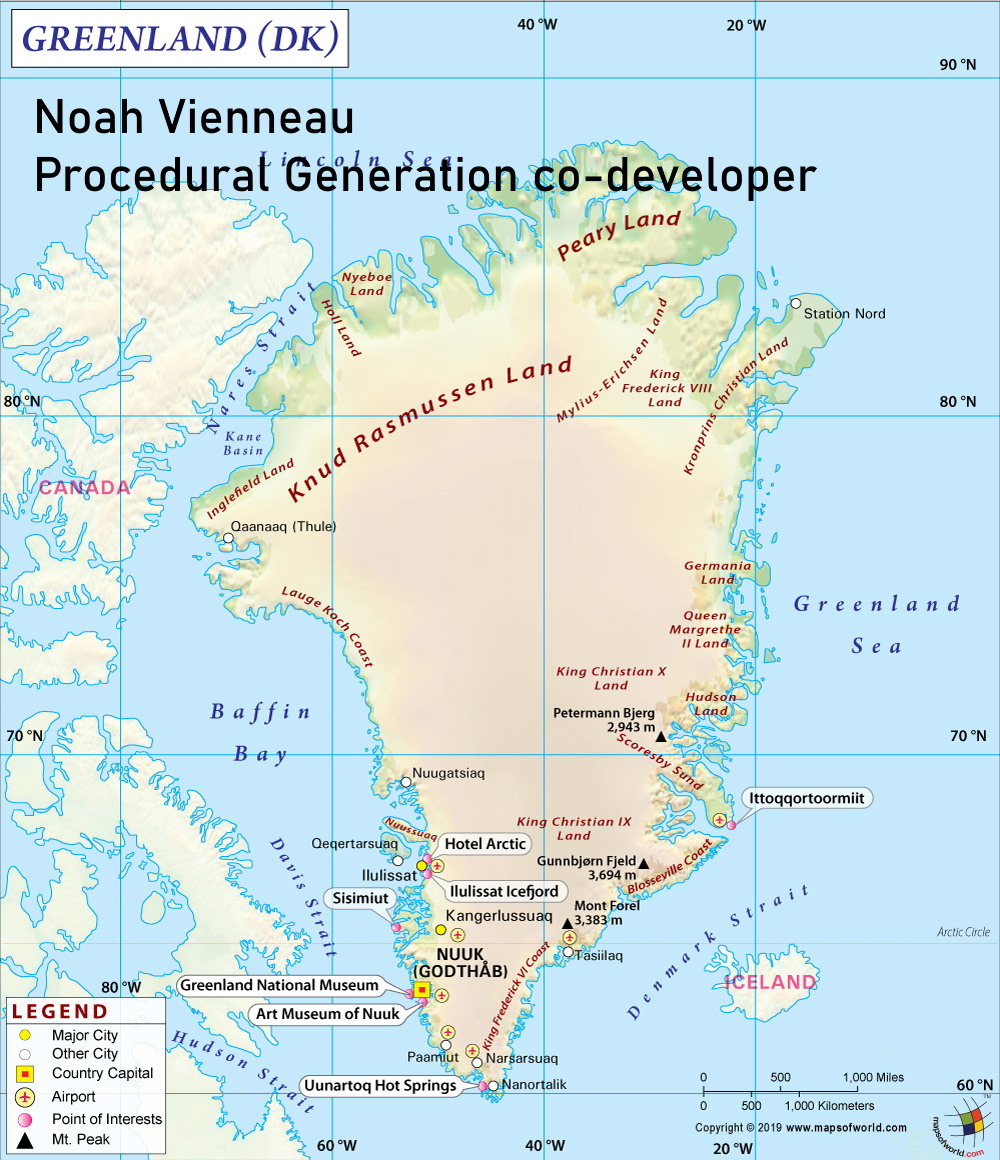 GREENLAND (DK)
40 °W
20 °W
90 °N
Noah Vienneau
Lincoln Sea
Procedural Generation co-developer
Peary Land
Nyeboe
Land
Holl Land
Station Nord
Nares Strait
Mylius-Erichsen Land
King
Frederick VIII
Land
Kronprins Christian Land
Knud Rasmussen Land
80 °N
80 °N
Kane
Basin
Inglefield Land
CANADA
Qaanaaq (Thule)
Germania
Land
Lauge Koch Coast
Greenland
Sea
Queen
Margrethe
II Land
King Christian X
Land
Hudson
Land
Baffin
Bay
Petermann Bjerg
2,943 m
70 °N
70 °N
Scoresby Sund
Nuugatsiaq
Ittoqqortoormiit
Nuussuaq
King Christian IX
Land
Qeqertarsuaq
Hotel Arctic
Gunnbjørn Fjeld
3,694 m
Blosseville Coast
Ilulissat
Ilulissat Icefjord
Davis Strait
Sisimiut
Mont Forel
3,383 m
Kangerlussuaq
Denmark Strait
Arctic Circle
NUUK
(GODTHÅB)
Tasiilaq
King Frederick VI Coast
ICELAND
80°W
Greenland National Museum
Art Museum of Nuuk
LEGEND
Major City
Other City
Country Capital
Airport
Point of Interests
Mt. Peak
Hudson Strait
Paamiut
Narsarsuaq
Uunartoq Hot Springs
Nanortalik
0 500 1,000 Miles
0 500 1,000 Kilometers
60 °N
Copyright © 2019 www.mapsofworld.com
TM
mapsofworld.com
60 °W
40 °W
20 °W